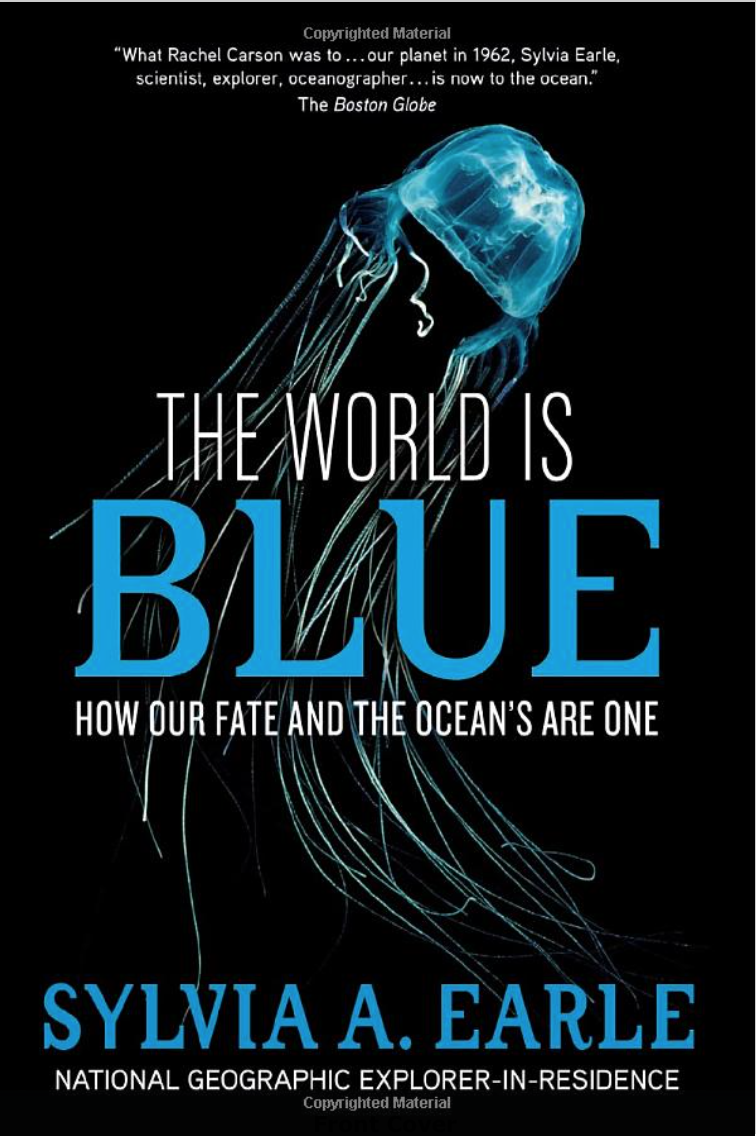 Copyrighted Material
“What Rachel Carson was to ... our planet in 1962, Sylvia Earle,
scientist, explorer, oceanographer ... is now to the ocean.”
The Boston Globe
THE WORLD IS
BLUE
HOW OUR FATE AND THE OCEAN’S ARE ONE
SYLVIA A. EARLE
NATIONAL GEOGRAPHIC EXPLORER-IN-RESIDENCE
Copyrighted Material
Front Cover